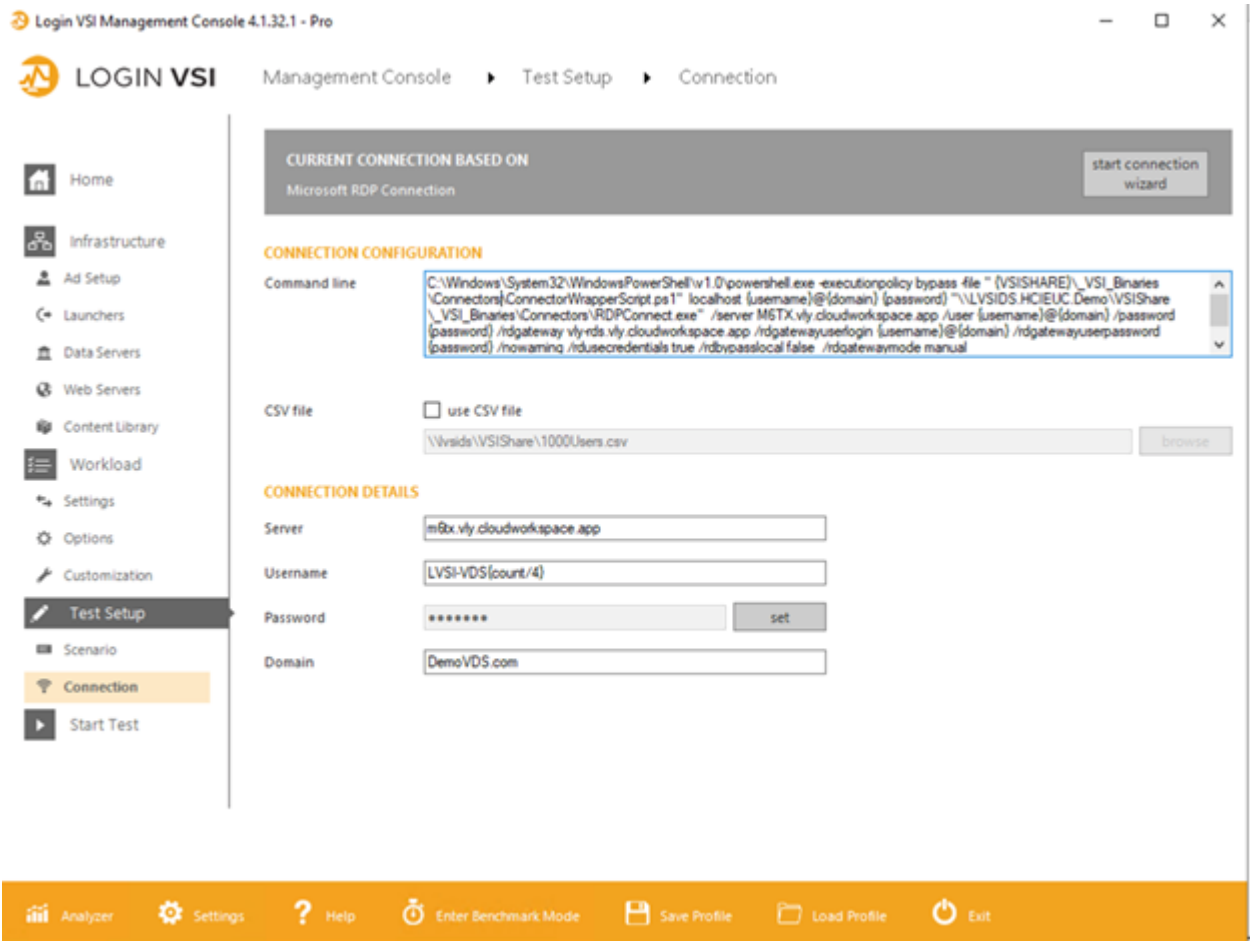 Login VSI Management Console 4.1.32.1 - Pro
LOGIN VSI
Management Console ▸ Test Setup ▸ Connection
CURRENT CONNECTION BASED ON
Microsoft RDP Connection
start connection
wizard
Home
Infrastructure
Ad Setup
Launchers
Data Servers
Web Servers
Content Library
Workload
Settings
Options
Customization
Test Setup
Scenario
Connection
Start Test
CONNECTION CONFIGURATION
Command line
C:\Windows\System32\WindowsPowerShell\v1.0\powershell.exe -executionpolicy bypass -file " {VSISHARE}\_VSI_Binaries
\Connectors\ConnectorWrapperScript.ps1" localhost {username}@{domain} {password} "\\LVSIDS.HCIEUC.Demo\VSIShare
\_VSI_Binaries\Connectors\RDPConnect.exe" /server M6TX.vly.cloudworkspace.app /user {username}@{domain} /password
{password} /rdgateway vly-rds.vly.cloudworkspace.app /rdgatewayuserlogin {username}@{domain} /rdgatewayuserpassword
{password} /nowarning /rdusecredentials true /rdbypasslocal false /rdgatewaymode manual
CSV file
use CSV file
\\lvsids\VSIShare\1000Users.csv
browse
CONNECTION DETAILS
Server
m6tx.vly.cloudworkspace.app
Username
LVSI-VDS{count/4}
Password
•••••••
set
Domain
DemoVDS.com
Analyzer
Settings
? Help
Enter Benchmark Mode
Save Profile
Load Profile
Exit